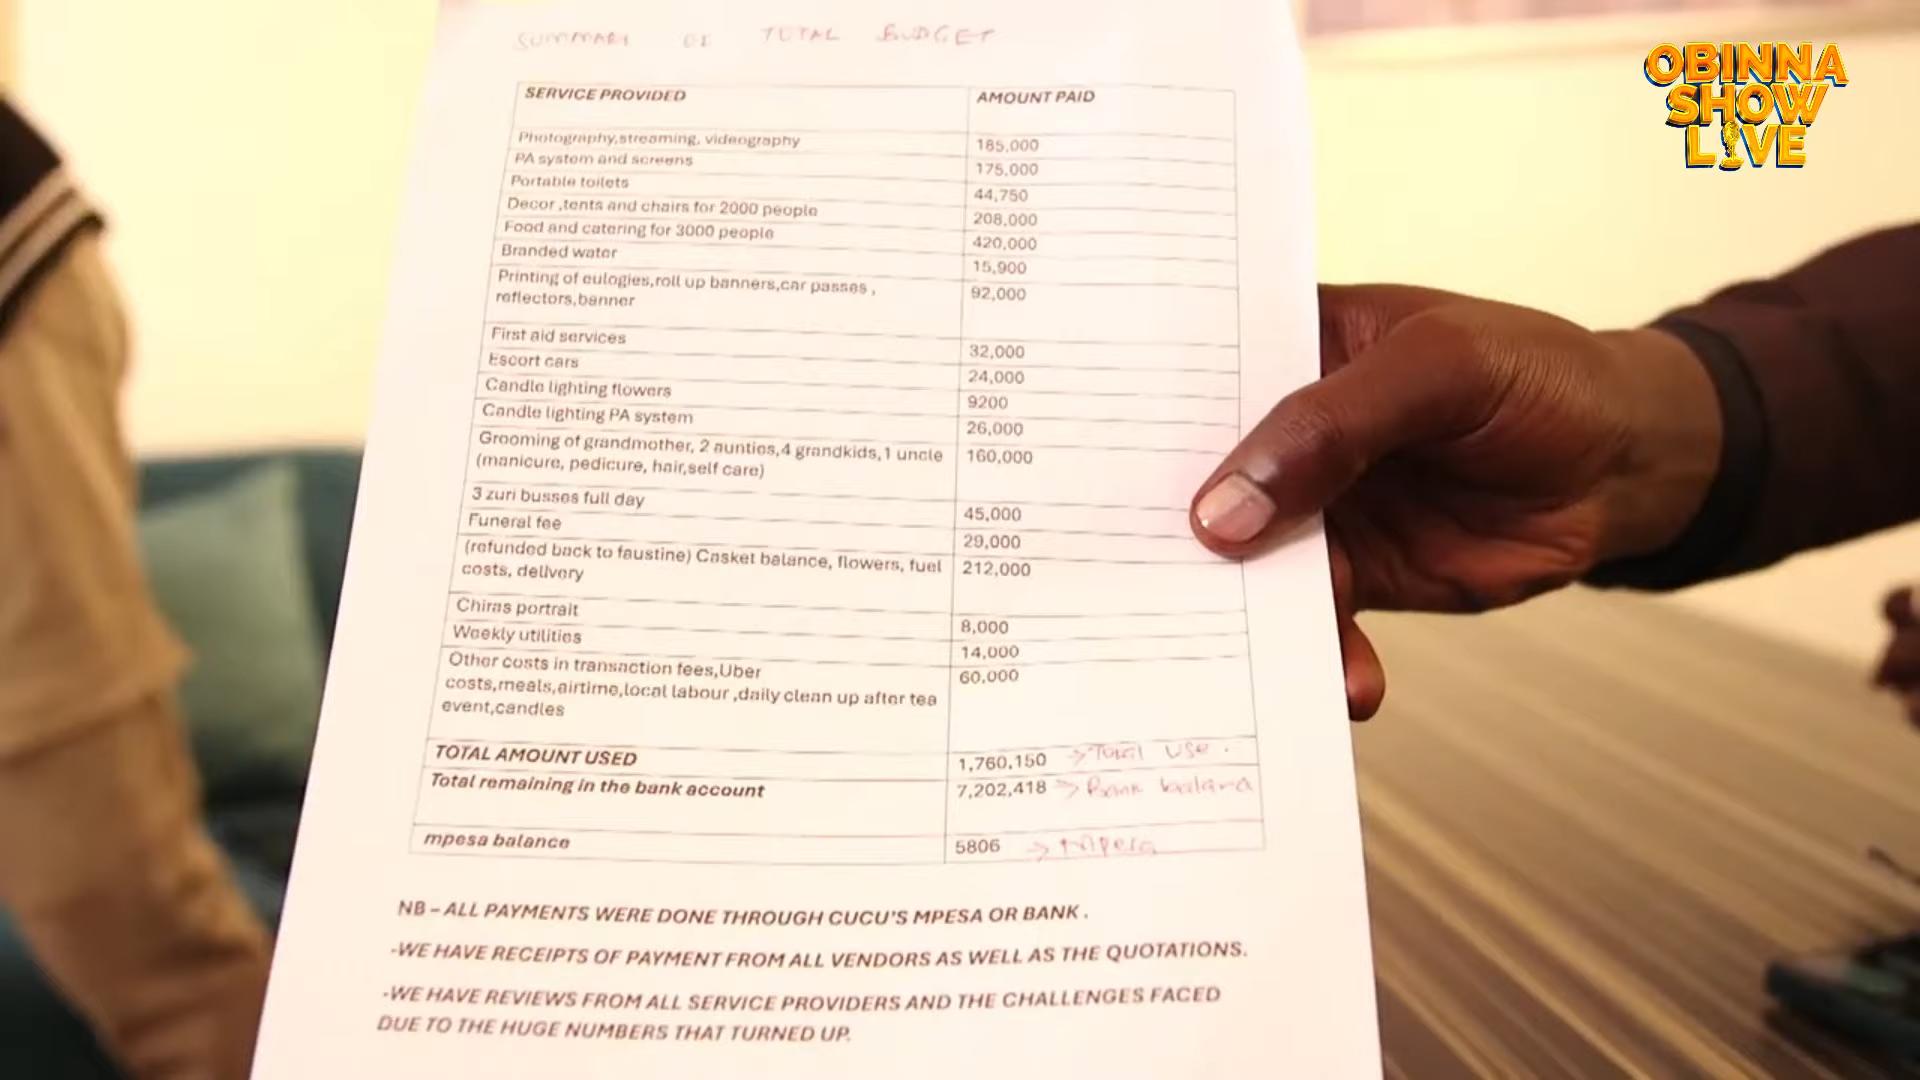 SUMMARY OF TOTAL BUDGET
OBINNA
SHOW
LIVE
SERVICE PROVIDED AMOUNT PAID
Photography,streaming, videography 185,000
PA system and screens 175,000
Portable toilets 44,750
Decor ,tents and chairs for 2000 people 208,000
Food and catering for 3000 people 420,000
Branded water 15,900
Printing of eulogies,roll up banners,car passes , 92,000
reflectors,banner
First aid services 32,000
Escort cars 24,000
Candle lighting flowers 9200
Candle lighting PA system 26,000
Grooming of grandmother, 2 aunties,4 grandkids,1 uncle 160,000
(manicure, pedicure, hair,self care)
3 zuri busses full day 45,000
Funeral fee 29,000
(refunded back to faustine) Casket balance, flowers, fuel 212,000
costs, delivery
Chiras portrait 8,000
Weekly utilities 14,000
Other costs in transaction fees,Uber 60,000
costs,meals,airtime,local labour ,daily clean up after tea
event,candles
TOTAL AMOUNT USED 1,760,150 → Total Use .
Total remaining in the bank account 7,202,418 → Bank
mpesa balance 5806 → Mpesa
NB – ALL PAYMENTS WERE DONE THROUGH CUCU'S MPESA OR BANK .
-WE HAVE RECEIPTS OF PAYMENT FROM ALL VENDORS AS WELL AS THE QUOTATIONS.
-WE HAVE REVIEWS FROM ALL SERVICE PROVIDERS AND THE CHALLENGES FACED
DUE TO THE HUGE NUMBERS THAT TURNED UP.